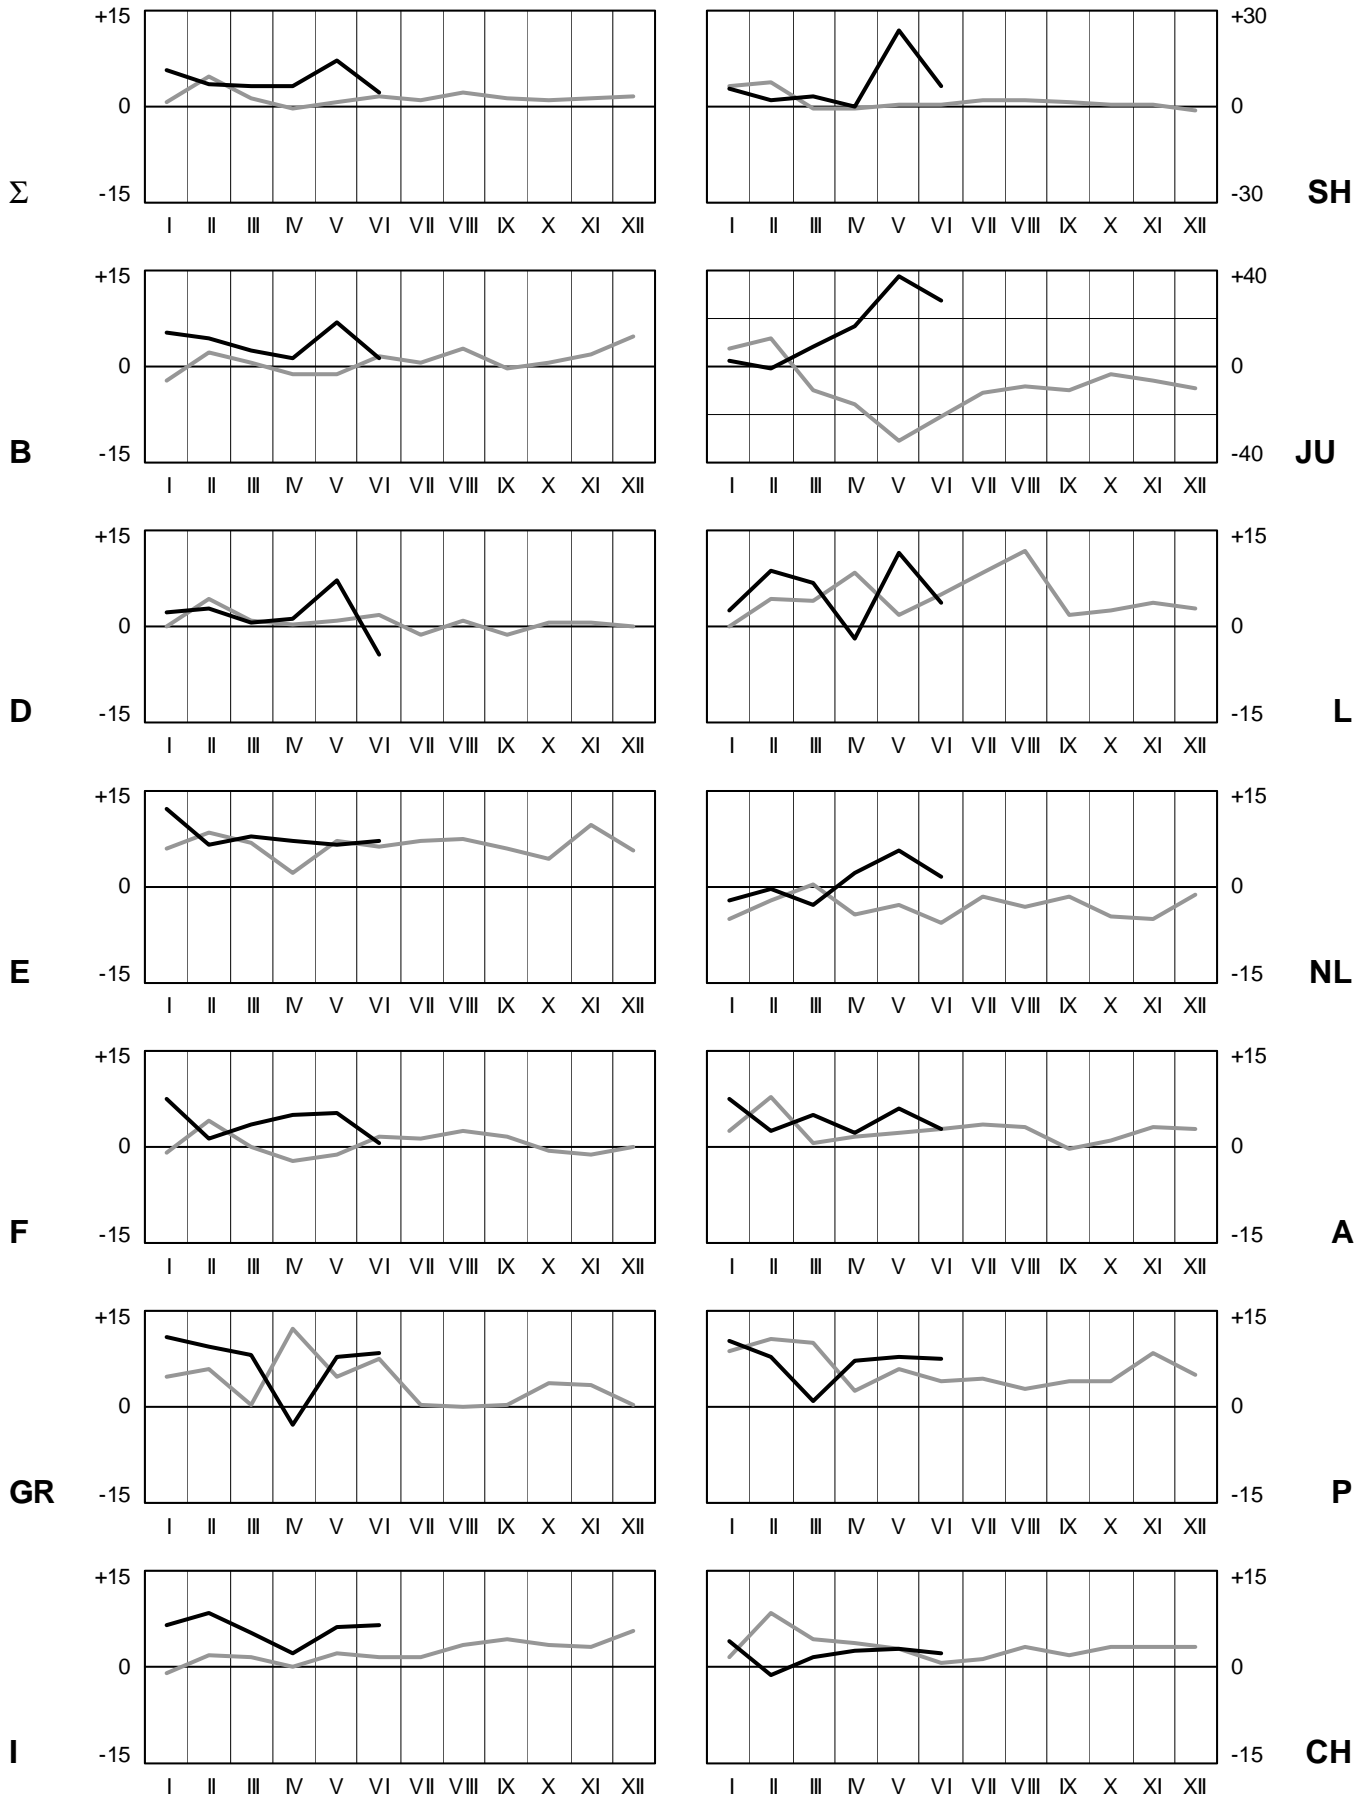 +15 +30
0 0
Σ -15 -30 SH
I II III IV V VI VII VIII IX X XI XII I II III IV V VI VII VIII IX X XI XII
+15 +40
0 0
B -15 -40 JU
I II III IV V VI VII VIII IX X XI XII I II III IV V VI VII VIII IX X XI XII
+15 +15
0 0
D -15 -15 L
I II III IV V VI VII VIII IX X XI XII I II III IV V VI VII VIII IX X XI XII
+15 +15
0 0
E -15 -15 NL
I II III IV V VI VII VIII IX X XI XII I II III IV V VI VII VIII IX X XI XII
+15 +15
0 0
F -15 -15 A
I II III IV V VI VII VIII IX X XI XII I II III IV V VI VII VIII IX X XI XII
+15 +15
0 0
GR -15 -15 P
I II III IV V VI VII VIII IX X XI XII I II III IV V VI VII VIII IX X XI XII
+15 +15
0 0
I -15 -15 CH
I II III IV V VI VII VIII IX X XI XII I II III IV V VI VII VIII IX X XI XII